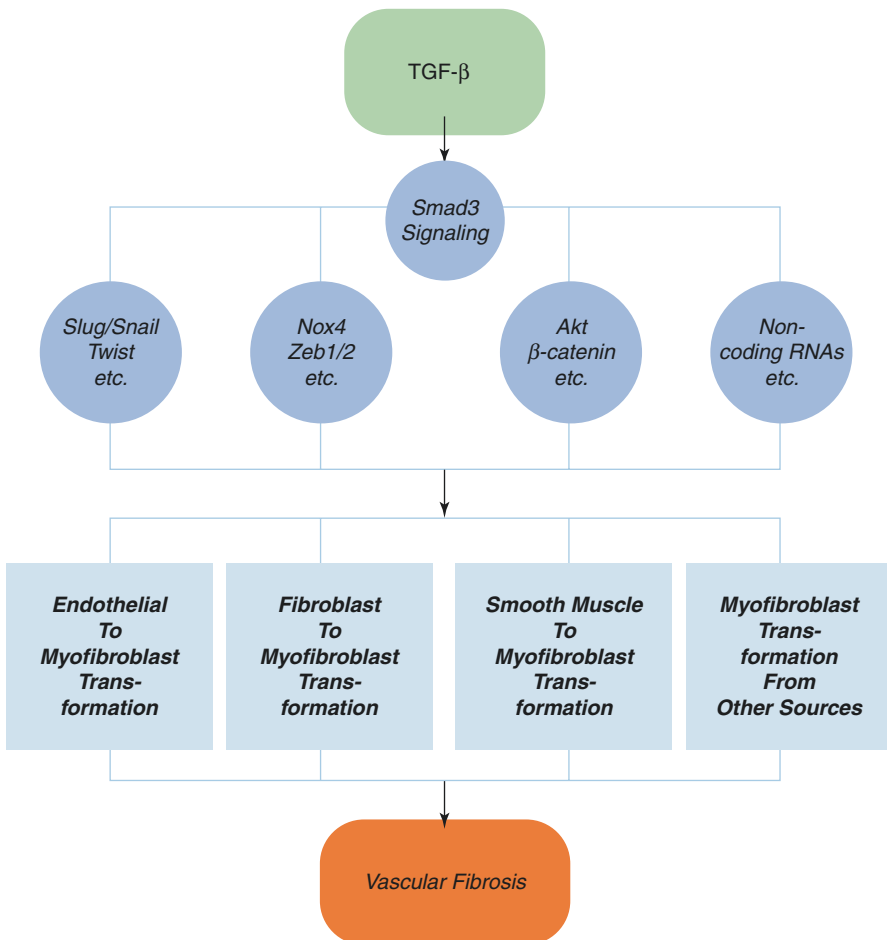 TGF-β
Smad3
Signaling
Slug/Snail
Twist
etc.
Nox4
Zeb1/2
etc.
Akt
β-catenin
etc.
Non-
coding RNAs
etc.
Endothelial
To
Myofibroblast
Trans-
formation
Fibroblast
To
Myofibroblast
Trans-
formation
Smooth Muscle
To
Myofibroblast
Trans-
formation
Myofibroblast
Trans-
formation
From
Other Sources
Vascular Fibrosis